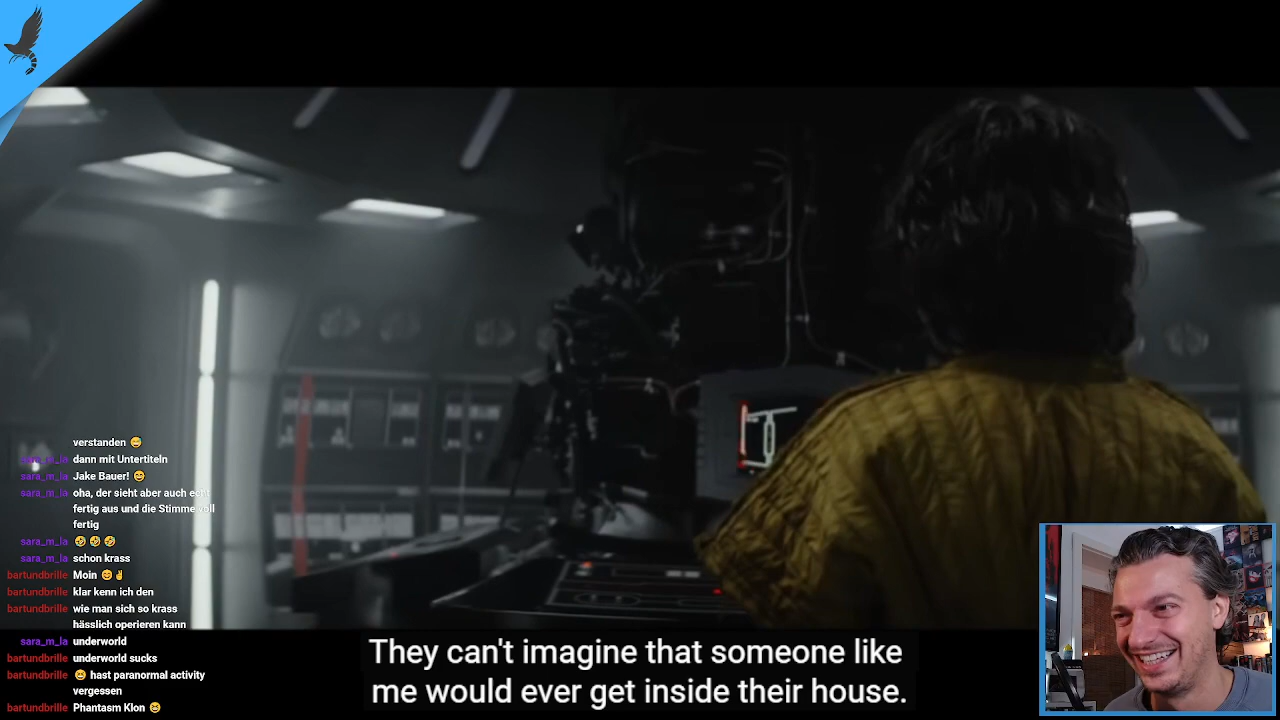 verstanden 😅
sara_m_la dann mit Untertiteln
sara_m_la Jake Bauer! 😄
sara_m_la oha, der sieht aber auch echt
fertig aus und die Stimme voll
fertig
sara_m_la 🤣🤣🤣
sara_m_la schon krass
bartundbrille Moin 😊✌
bartundbrille klar kenn ich den
bartundbrille wie man sich so krass
hässlich operieren kann
sara_m_la underworld
bartundbrille underworld sucks
bartundbrille 😄 hast paranormal activity
vergessen
bartundbrille Phantasm Klon 😆
They can't imagine that someone like
me would ever get inside their house.